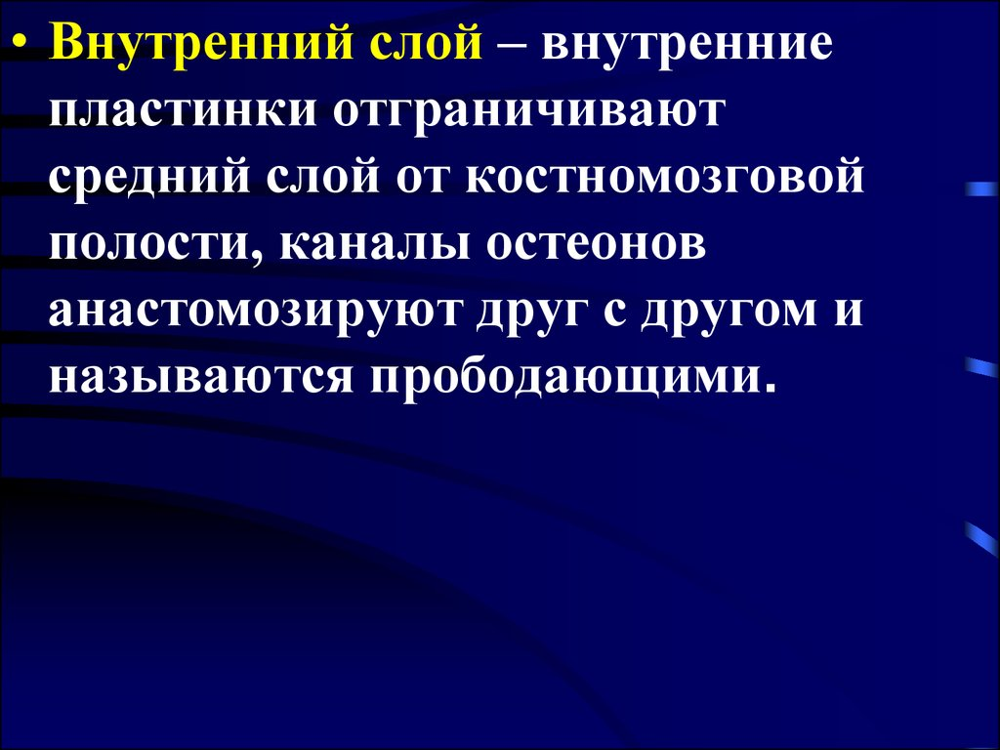 • Внутренний слой – внутренние
пластинки отграничивают
средний слой от костномозговой
полости, каналы остеонов
анастомозируют друг с другом и
называются прободающими.